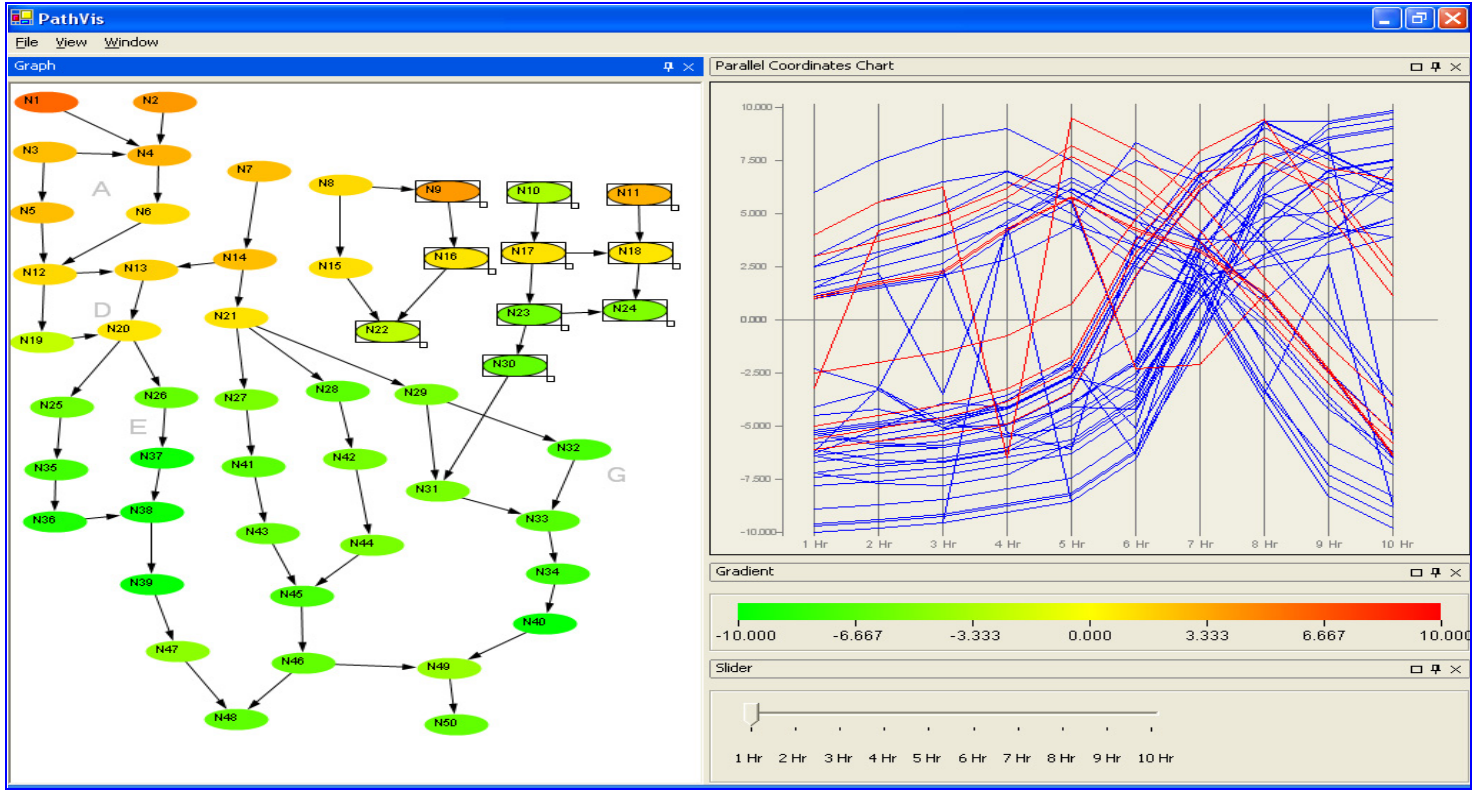 PathVis
File View Window
Graph
N1 N2
N3 N4
A
N5 N6
N7 N8 N9 N10 N11
N12 N13 N14 N15 N16 N17 N18
D
N19 N20 N21 N22 N23 N24
N30
N25 N26 N27 N28 N29
E
N35 N37 N41 N42 N32
G
N36 N38 N31
N43 N44 N33
N39 N45 N34
N40
N47 N46 N49
N48 N50
Parallel Coordinates Chart
10.000
7.500
5.000
2.500
0.000
-2.500
-5.000
-7.500
-10.000
1 Hr 2 Hr 3 Hr 4 Hr 5 Hr 6 Hr 7 Hr 8 Hr 9 Hr 10 Hr
Gradient
-10.000 -6.667 -3.333 0.000 3.333 6.667 10.000
Slider
1 Hr 2 Hr 3 Hr 4 Hr 5 Hr 6 Hr 7 Hr 8 Hr 9 Hr 10 Hr